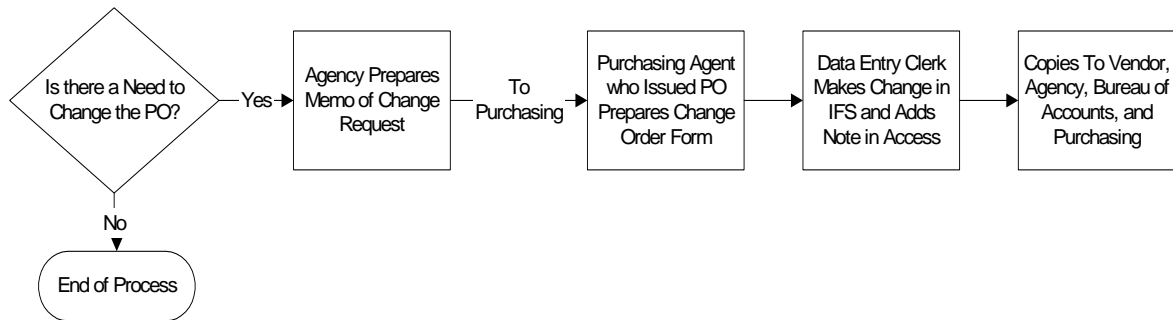 Is there a Need to
Change the PO?
Yes
Agency Prepares
Memo of Change
Request
To
Purchasing
Purchasing Agent
who Issued PO
Prepares Change
Order Form
Data Entry Clerk
Makes Change in
IFS and Adds
Note in Access
Copies To Vendor,
Agency, Bureau of
Accounts, and
Purchasing
No
End of Process